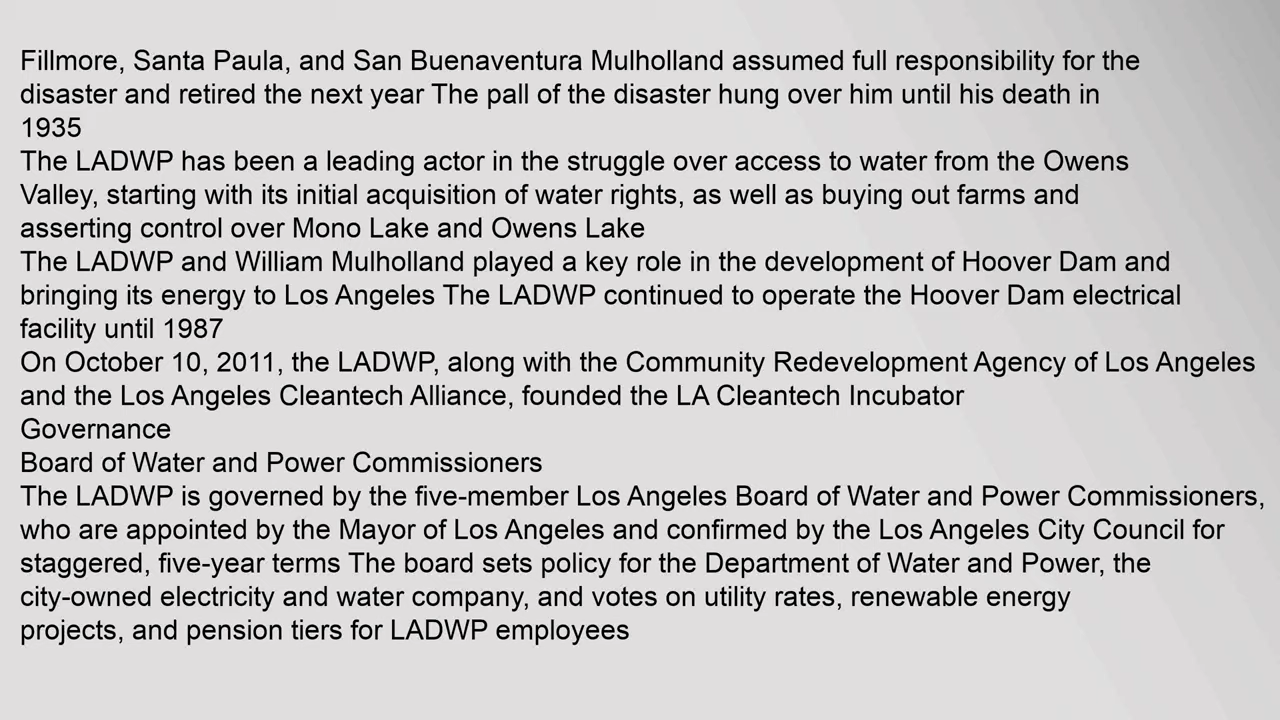 Fillmore, Santa Paula, and San Buenaventura Mulholland assumed full responsibility for the
disaster and retired the next year The pall of the disaster hung over him until his death in
1935
The LADWP has been a leading actor in the struggle over access to water from the Owens
Valley, starting with its initial acquisition of water rights, as well as buying out farms and
asserting control over Mono Lake and Owens Lake
The LADWP and William Mulholland played a key role in the development of Hoover Dam and
bringing its energy to Los Angeles The LADWP continued to operate the Hoover Dam electrical
facility until 1987
On October 10, 2011, the LADWP, along with the Community Redevelopment Agency of Los Angeles
and the Los Angeles Cleantech Alliance, founded the LA Cleantech Incubator
Governance
Board of Water and Power Commissioners
The LADWP is governed by the five-member Los Angeles Board of Water and Power Commissioners,
who are appointed by the Mayor of Los Angeles and confirmed by the Los Angeles City Council for
staggered, five-year terms The board sets policy for the Department of Water and Power, the
city-owned electricity and water company, and votes on utility rates, renewable energy
projects, and pension tiers for LADWP employees